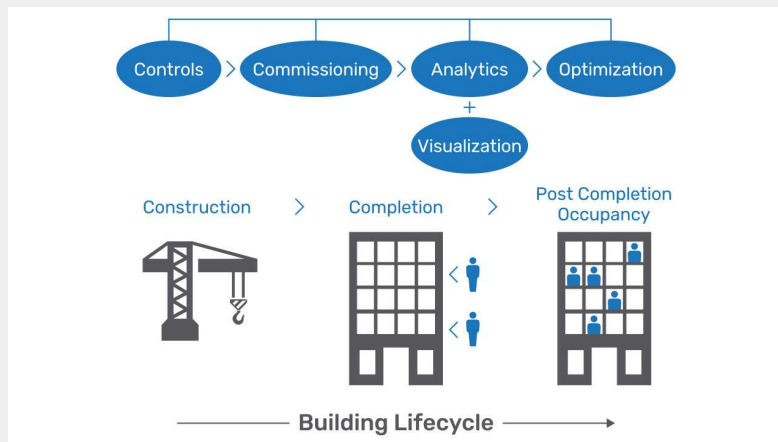 Controls > Commissioning > Analytics > Optimization
+
Visualization
Construction > Completion > Post Completion
Occupancy
Building Lifecycle